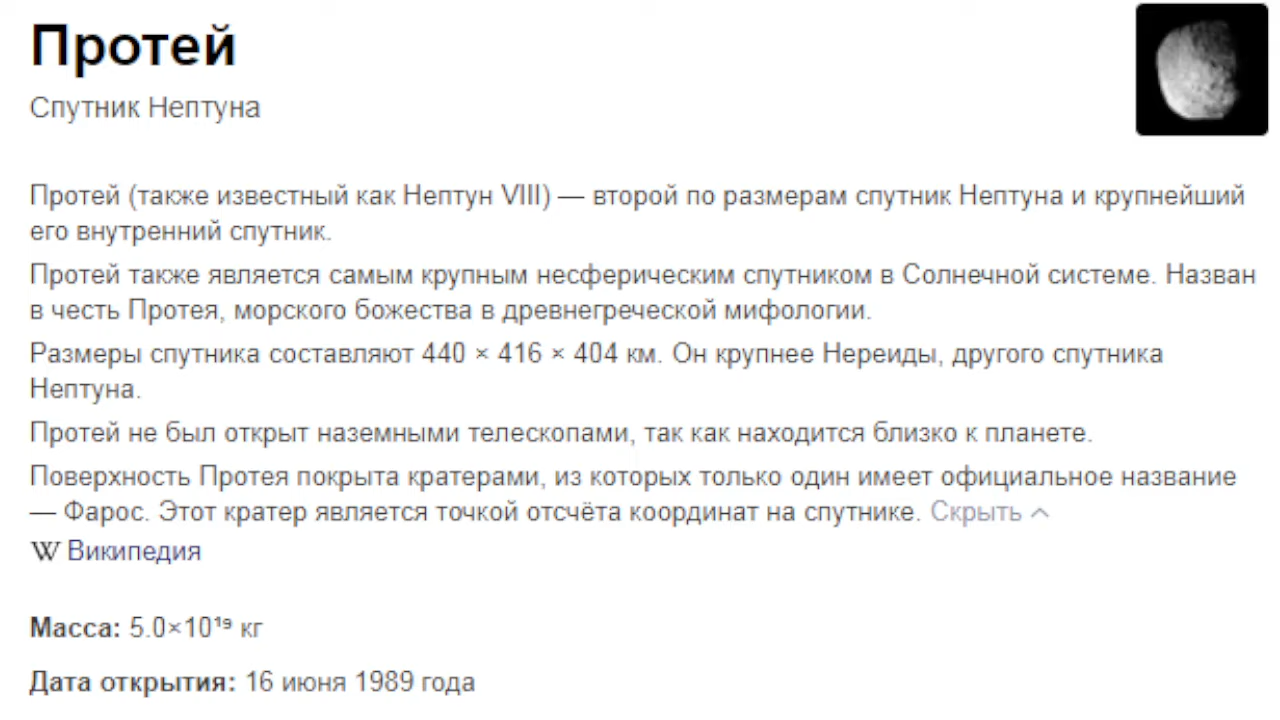 Протей
Спутник Нептуна
Протей (также известный как Нептун VIII) — второй по размерам спутник Нептуна и крупнейший
его внутренний спутник.
Протей также является самым крупным несферическим спутником в Солнечной системе. Назван
в честь Протея, морского божества в древнегреческой мифологии.
Размеры спутника составляют 440 × 416 × 404 км. Он крупнее Нереиды, другого спутника
Нептуна.
Протей не был открыт наземными телескопами, так как находится близко к планете.
Поверхность Протея покрыта кратерами, из которых только один имеет официальное название
— Фарос. Этот кратер является точкой отсчёта координат на спутнике. Скрыть
W Википедия
Масса: 5.0×10¹⁹ кг
Дата открытия: 16 июня 1989 года